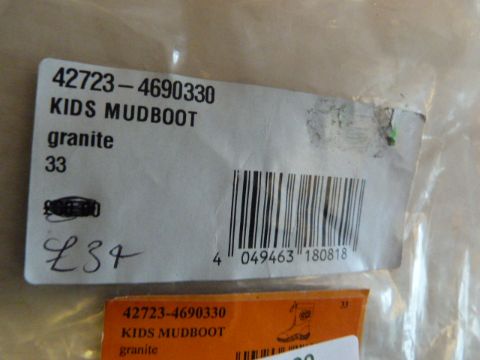 42723-4690330
KIDS MUDBOOT
granite
33
£34
4 049463 180818
42723-4690330
33
KIDS MUDBOOT
granite